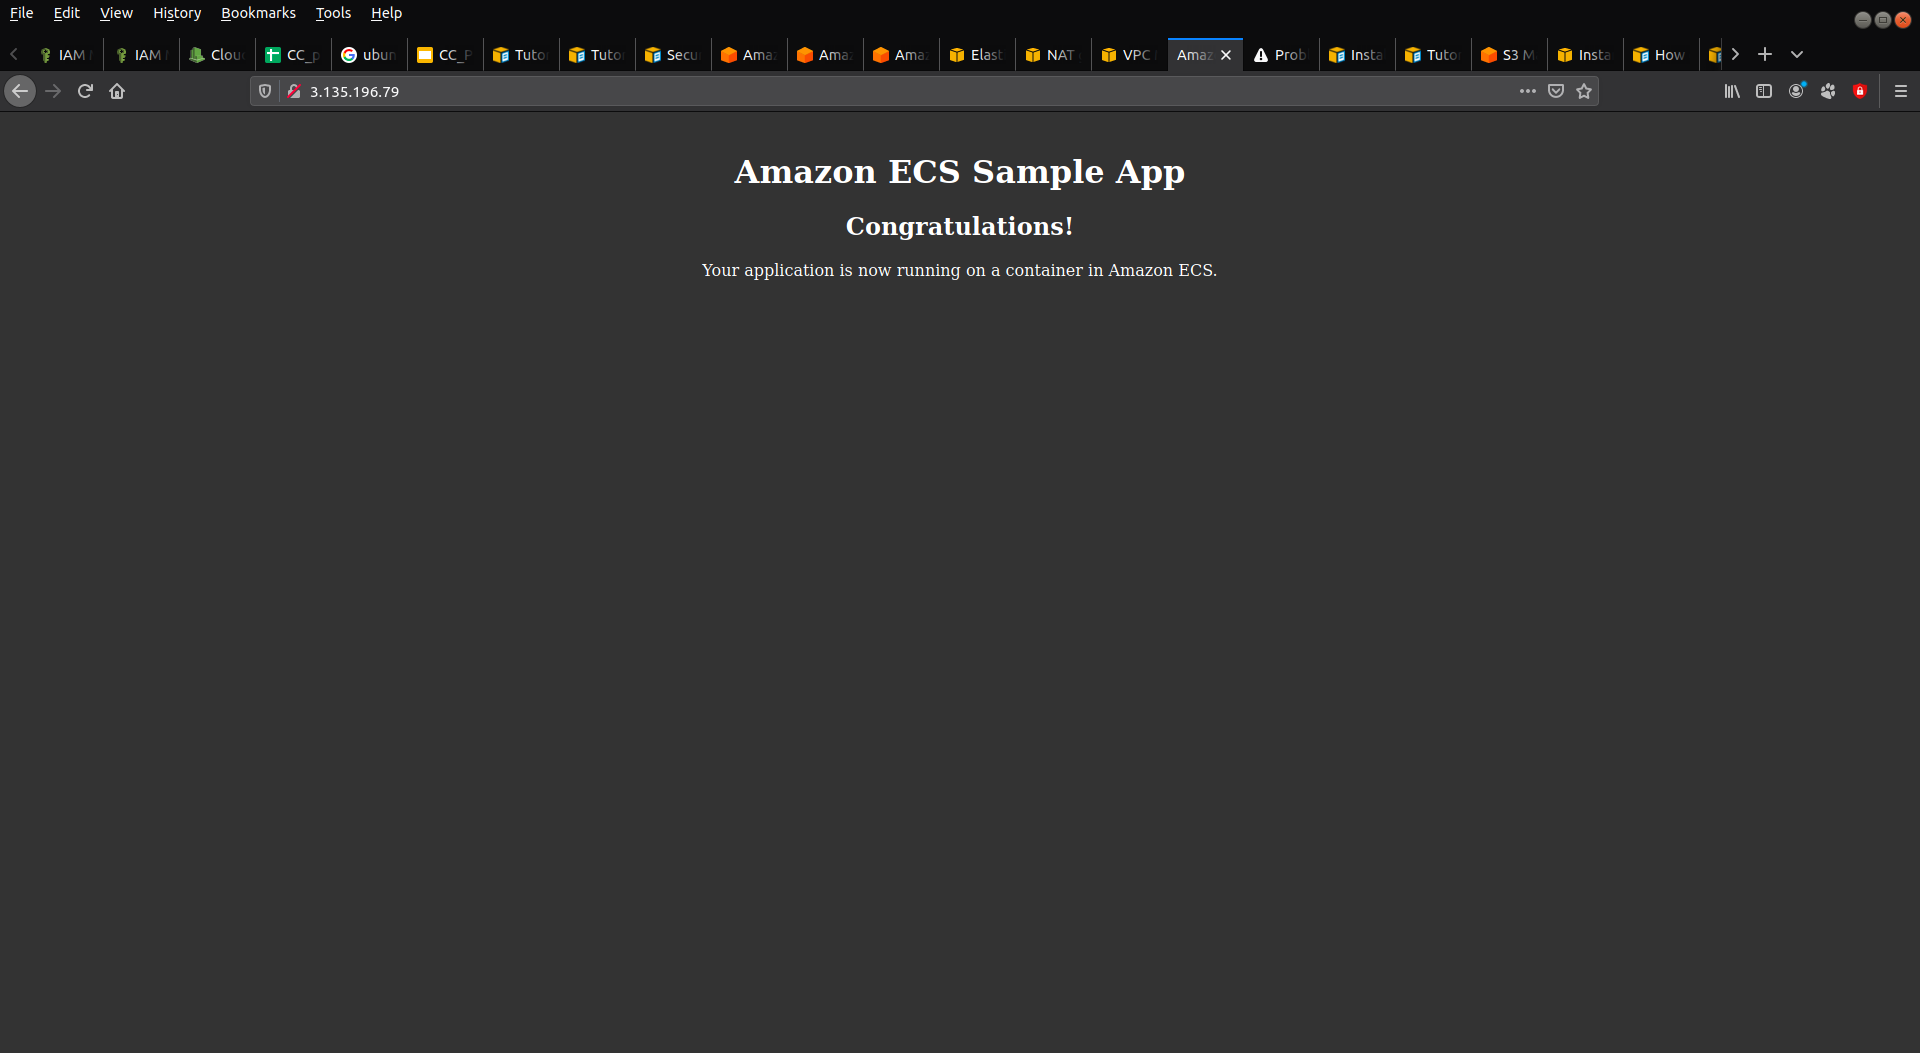 File Edit View History Bookmarks Tools Help
IAM IAM Clou CC_p ubun CC_P Tuto Tuto Secu Ama Ama Ama Elast NAT VPC Amaz Prob Insta Tuto S3 M Insta How
3.135.196.79
Amazon ECS Sample App
Congratulations!
Your application is now running on a container in Amazon ECS.